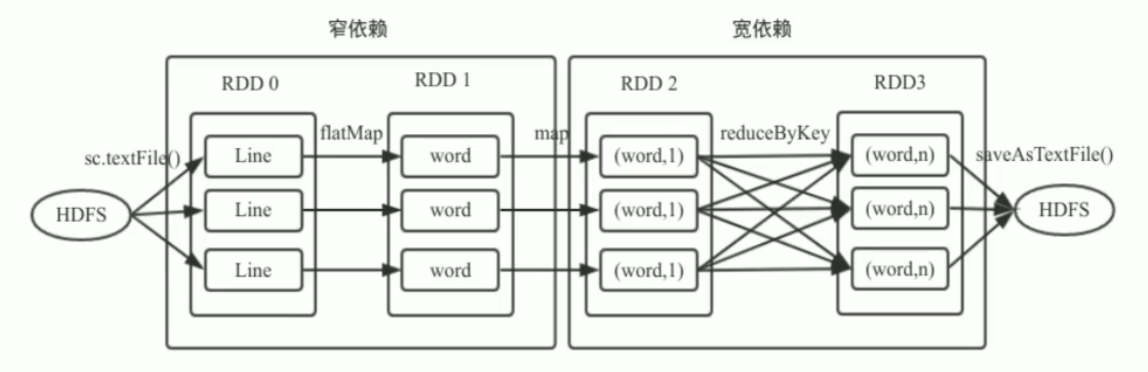 窄依赖
宽依赖
RDD 0
RDD 1
RDD 2
RDD3
sc.textFile()
flatMap
map
reduceByKey
saveAsTextFile()
Line
word
(word,1)
(word,n)
HDFS
Line
word
(word,1)
(word,n)
HDFS
Line
word
(word,1)
(word,n)